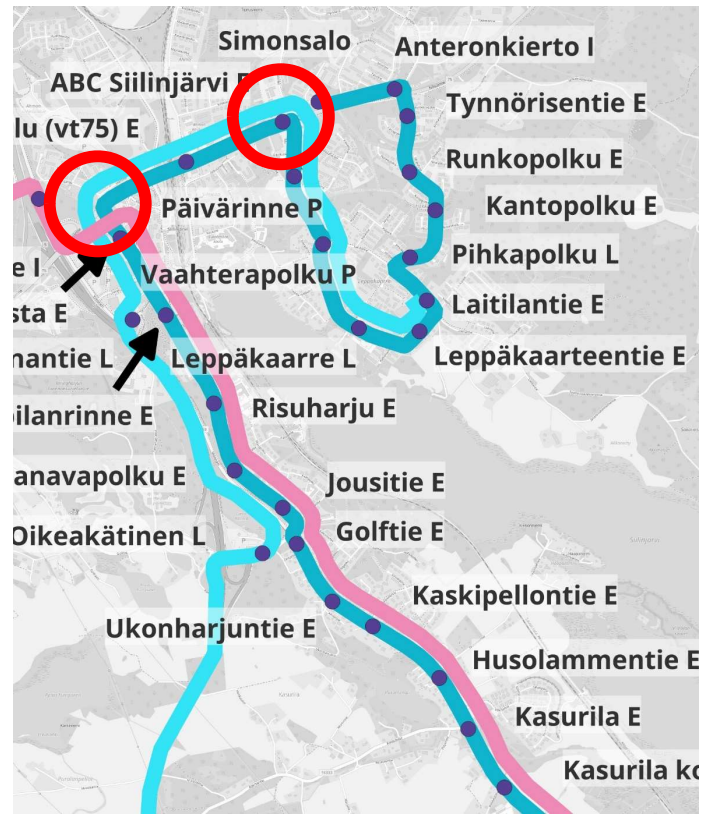 Simonsalo
Anteronkierto I
ABC Siilinjärvi E
Tynnörisentie E
lu (vt75) E
Runkopolku E
Päivärinne P
Kantopolku E
Pihkapolku L
e I
Vaahterapolku P
sta E
Laitilantie E
nantie L
Leppäkaarre L
Leppäkaarteentie E
Risuharju E
ilanrinne E
anavapolku E
Jousitie E
Oikeakätinen L
Golftie E
Kaskipellontie E
Ukonharjuntie E
Husolammentie E
Kasurila E
Kasurila ko